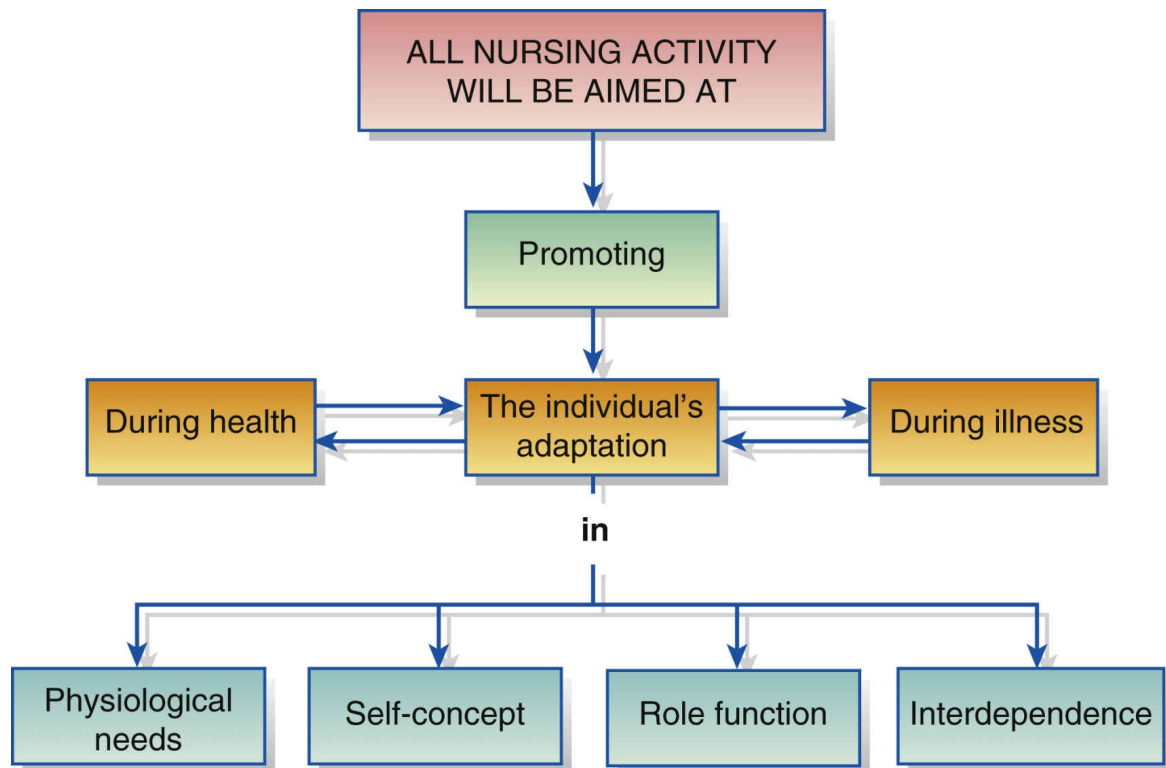 ALL NURSING ACTIVITY
WILL BE AIMED AT
Promoting
During health
The individual’s
adaptation
During illness
in
Physiological
needs
Self-concept
Role function
Interdependence